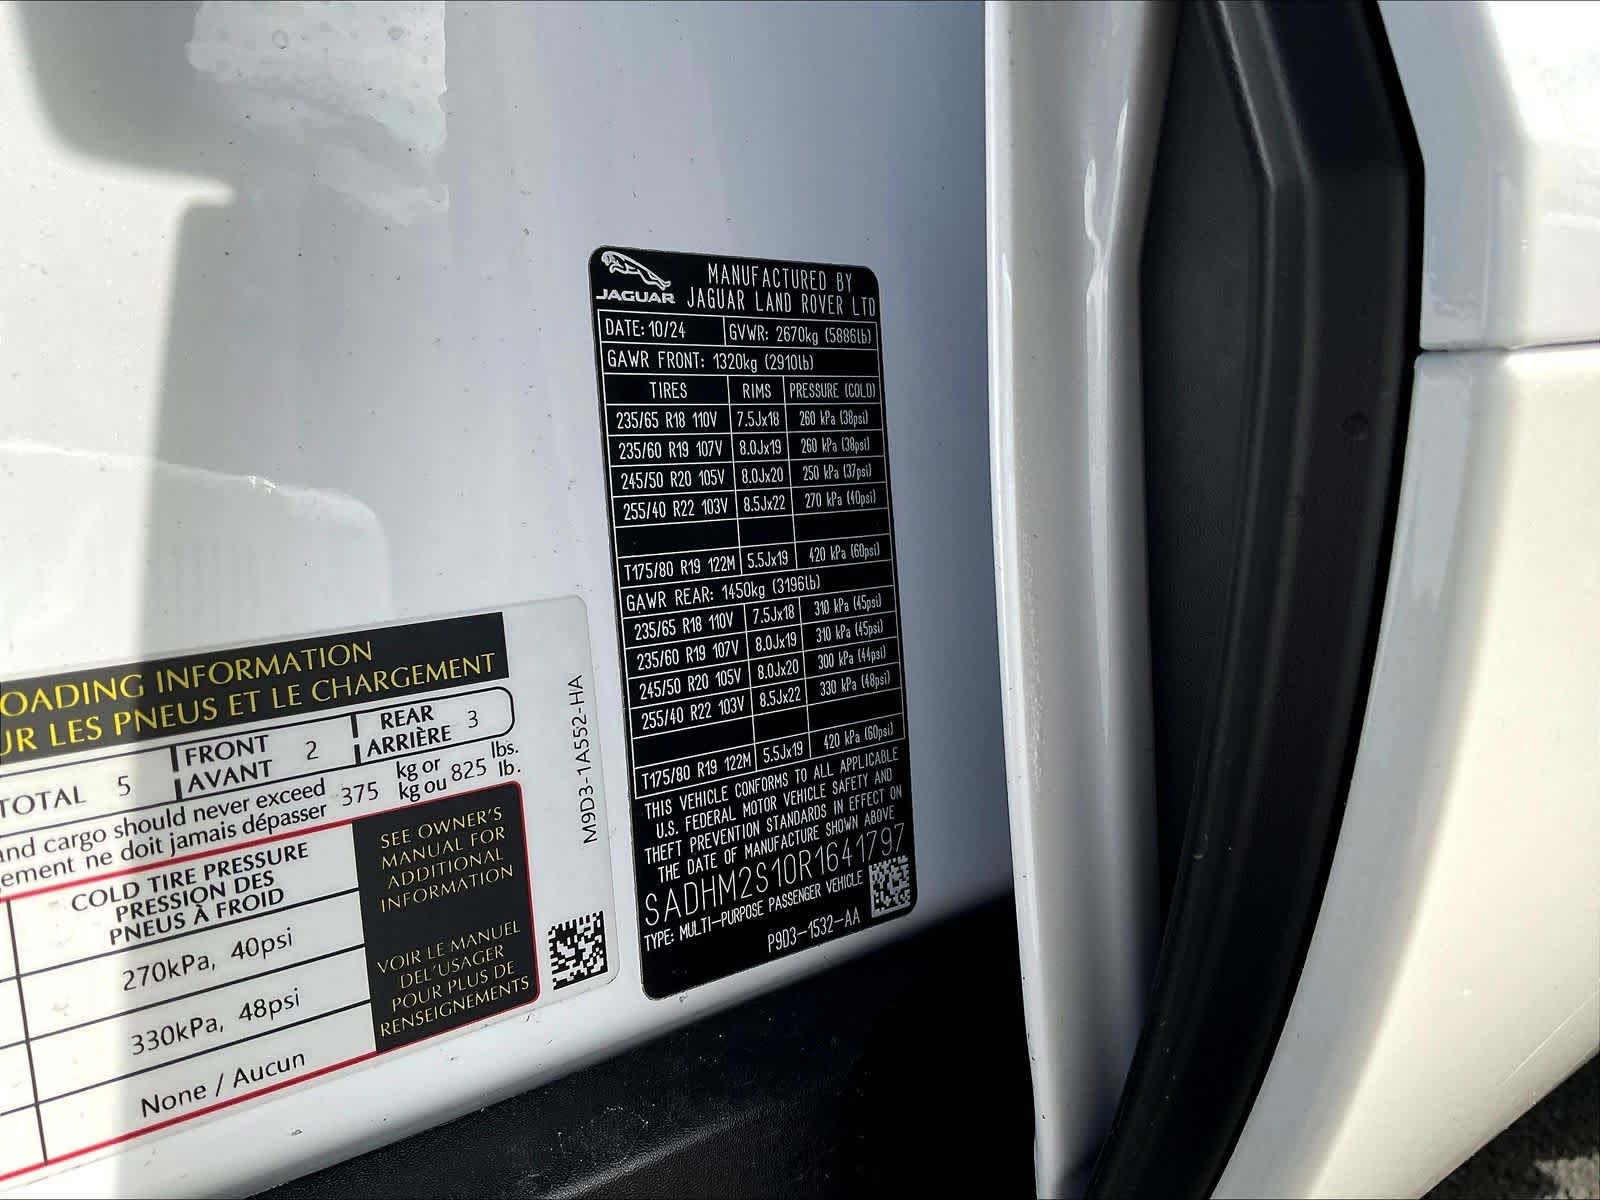 JAGUAR
MANUFACTURED BY
JAGUAR LAND ROVER LTD
DATE: 10/24 GVWR: 2670kg (5886lb)
GAWR FRONT: 1320kg (2910lb)
TIRES RIMS PRESSURE (COLD)
235/65 R18 110V 7.5Jx18 260 kPa (38psi)
235/60 R19 107V 8.0Jx19 260 kPa (38psi)
245/50 R20 105V 8.0Jx20 250 kPa (37psi)
255/40 R22 103V 8.5Jx22 270 kPa (40psi)
T175/80 R19 122M 5.5Jx19 420 kPa (60psi)
GAWR REAR: 1450kg (3196lb)
235/65 R18 110V 7.5Jx18 310 kPa (45psi)
235/60 R19 107V 8.0Jx19 310 kPa (45psi)
245/50 R20 105V 8.0Jx20 300 kPa (44psi)
255/40 R22 103V 8.5Jx22 330 kPa (48psi)
T175/80 R19 122M 5.5Jx19 420 kPa (60psi)
THIS VEHICLE CONFORMS TO ALL APPLICABLE
U.S. FEDERAL MOTOR VEHICLE SAFETY AND
THEFT PREVENTION STANDARDS IN EFFECT ON
THE DATE OF MANUFACTURE SHOWN ABOVE
SADHM2S10R1641797
TYPE: MULTI-PURPOSE PASSENGER VEHICLE
P9D3-1532-AA
OADING INFORMATION
UR LES PNEUS ET LE CHARGEMENT
TOTAL 5 FRONT AVANT 2 REAR ARRIÈRE 3
and cargo should never exceed 375 kg or 825 lbs.
ement ne doit jamais dépasser kg ou lb.
COLD TIRE PRESSURE
PRESSION DES
PNEUS À FROID
270kPa, 40psi
330kPa, 48psi
None / Aucun
SEE OWNER'S
MANUAL FOR
ADDITIONAL
INFORMATION
VOIR LE MANUEL
DEL'USAGER
POUR PLUS DE
RENSEIGNEMENTS
M9D3-1A552-HA